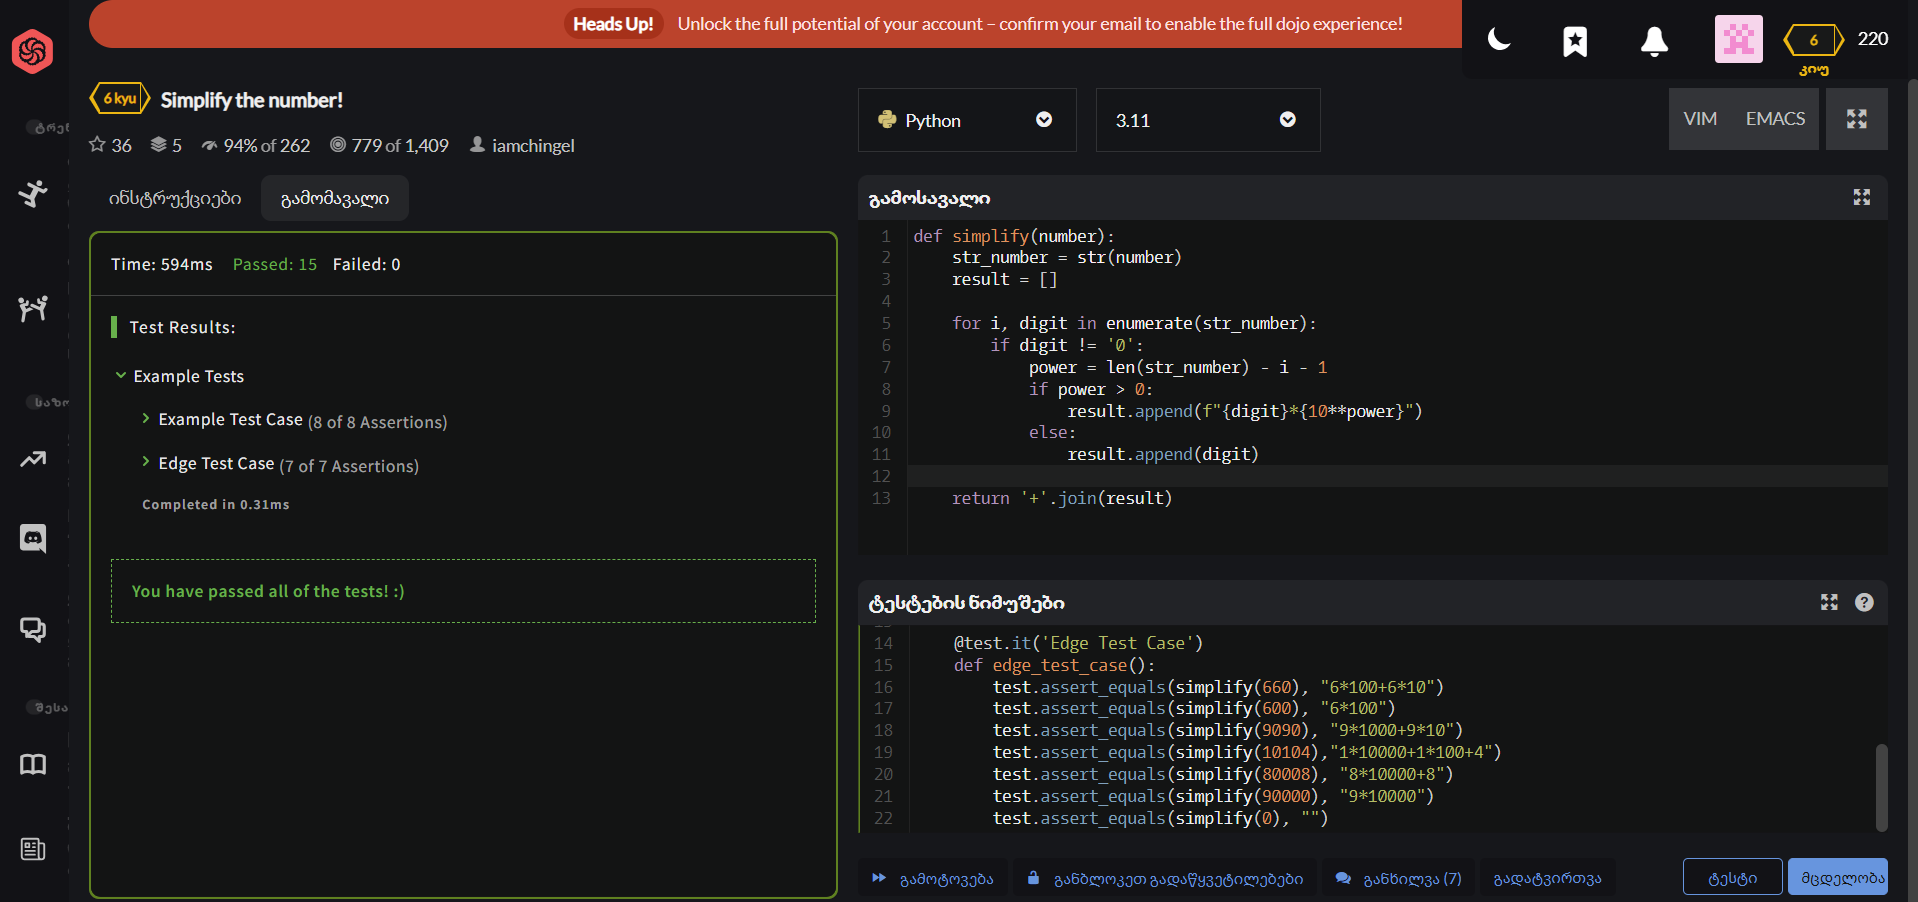 Heads Up! Unlock the full potential of your account – confirm your email to enable the full dojo experience!
6 220
კიუ
6 kyu Simplify the number!
36 5 94% of 262 779 of 1,409 iamchingel
Python 3.11 VIM EMACS
ინსტრუქციები გამომავალი
Time: 594ms Passed: 15 Failed: 0
Test Results:
Example Tests
Example Test Case (8 of 8 Assertions)
Edge Test Case (7 of 7 Assertions)
Completed in 0.31ms
You have passed all of the tests! :)
გამოსავალი
1 def simplify(number):
2     str_number = str(number)
3     result = []
4
5     for i, digit in enumerate(str_number):
6         if digit != '0':
7             power = len(str_number) - i - 1
8             if power > 0:
9                 result.append(f"{digit}*{10**power}")
10             else:
11                 result.append(digit)
12
13     return '+'.join(result)
ტესტების ნიმუშები
14     @test.it('Edge Test Case')
15     def edge_test_case():
16         test.assert_equals(simplify(660), "6*100+6*10")
17         test.assert_equals(simplify(600), "6*100")
18         test.assert_equals(simplify(9090), "9*1000+9*10")
19         test.assert_equals(simplify(10104),"1*10000+1*100+4")
20         test.assert_equals(simplify(80008), "8*10000+8")
21         test.assert_equals(simplify(90000), "9*10000")
22         test.assert_equals(simplify(0), "")
გამოტოვება განბლოკეთ გადაწყვეტილებები განხილვა (7) გადატვირთვა ტესტი მცდელობა